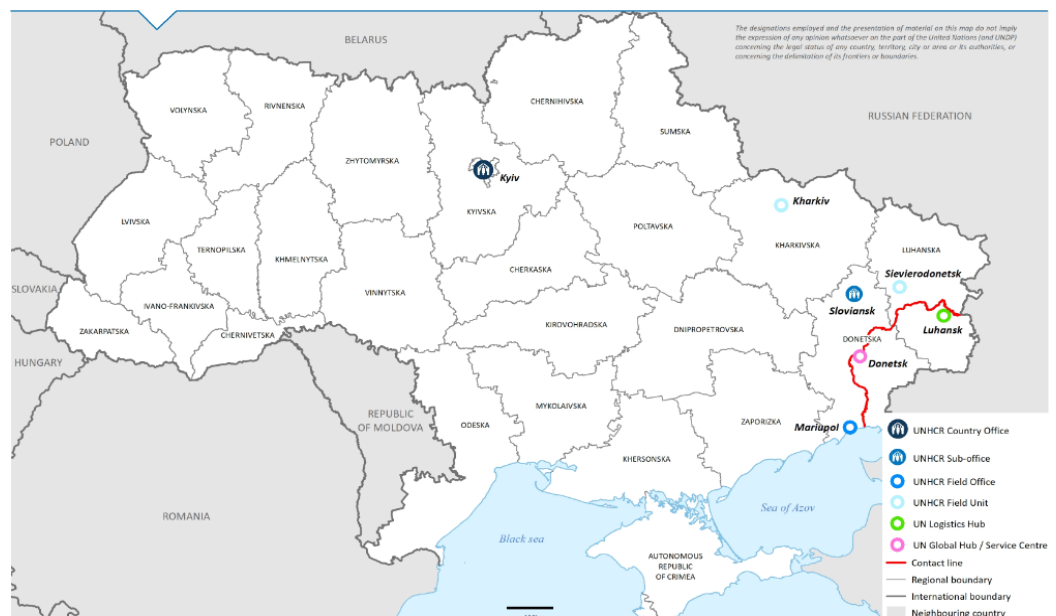 The designations employed and the presentation of material on this map do not imply
the expression of any opinion whatsoever on the part of the United Nations (and UNDP)
concerning the legal status of any country, territory, city or area or its authorities, or
concerning the delimitation of its frontiers or boundaries.
BELARUS
POLAND
RUSSIAN FEDERATION
VOLYNSKA
RIVNENSKA
CHERNIHIVSKA
SUMSKA
ZHYTOMYRSKA
Kyiv
KYIVSKA
Kharkiv
KHARKIVSKA
LVIVSKA
TERNOPILSKA
KHMELNYTSKA
POLTAVSKA
LUHANSKA
CHERKASKA
Sievierodonetsk
SLOVAKIA
IVANO-FRANKIVSKA
VINNYTSKA
Sloviansk
ZAKARPATSKA
CHERNIVETSKA
KIROVOHRADSKA
DNIPROPETROVSKA
DONETSKA
Luhansk
HUNGARY
Donetsk
REPUBLIC
OF MOLDOVA
MYKOLAIVSKA
ODESKA
ZAPORIZKA
Mariupol
KHERSONSKA
ROMANIA
Black sea
Sea of Azov
AUTONOMOUS
REPUBLIC
OF CRIMEA
UNHCR Country Office
UNHCR Sub-office
UNHCR Field Office
UNHCR Field Unit
UN Logistics Hub
UN Global Hub / Service Centre
Contact line
Regional boundary
International boundary
Neighbouring country